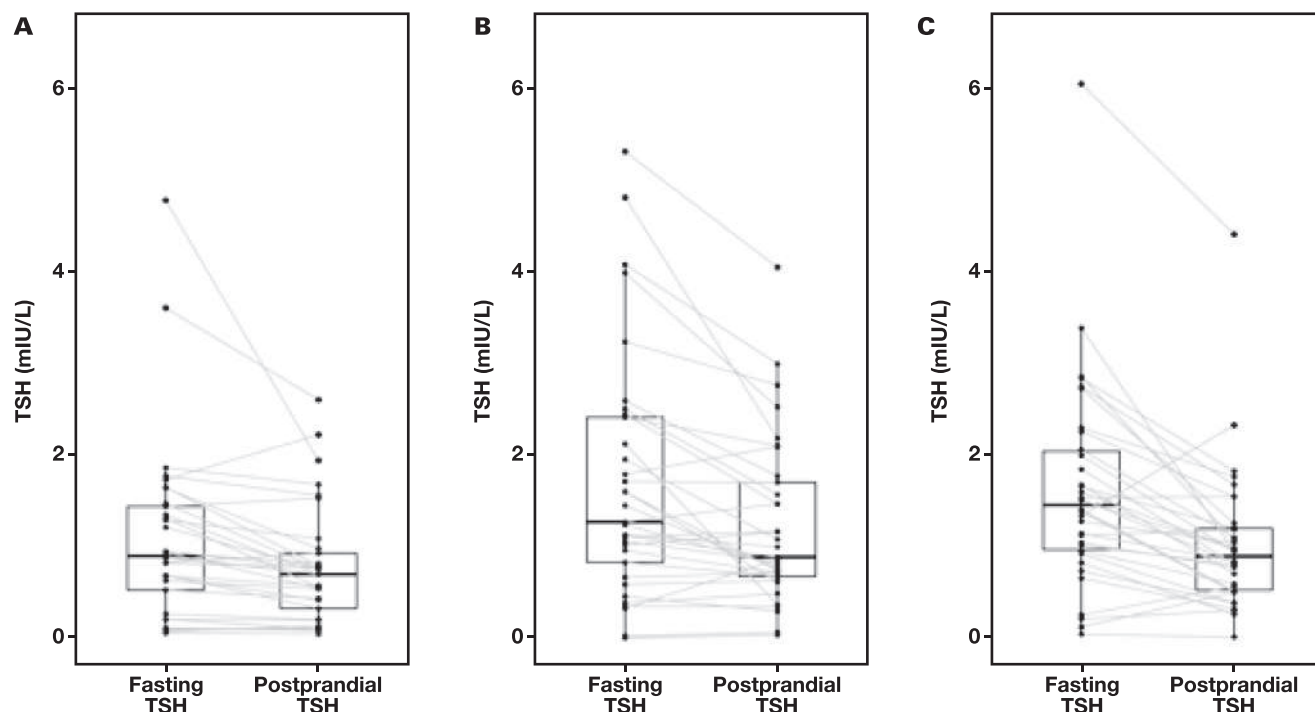 A
TSH (mIU/L)
6
4
2
0
Fasting
TSH
Postprandial
TSH
B
TSH (mIU/L)
6
4
2
0
Fasting
TSH
Postprandial
TSH
C
TSH (mIU/L)
6
4
2
0
Fasting
TSH
Postprandial
TSH